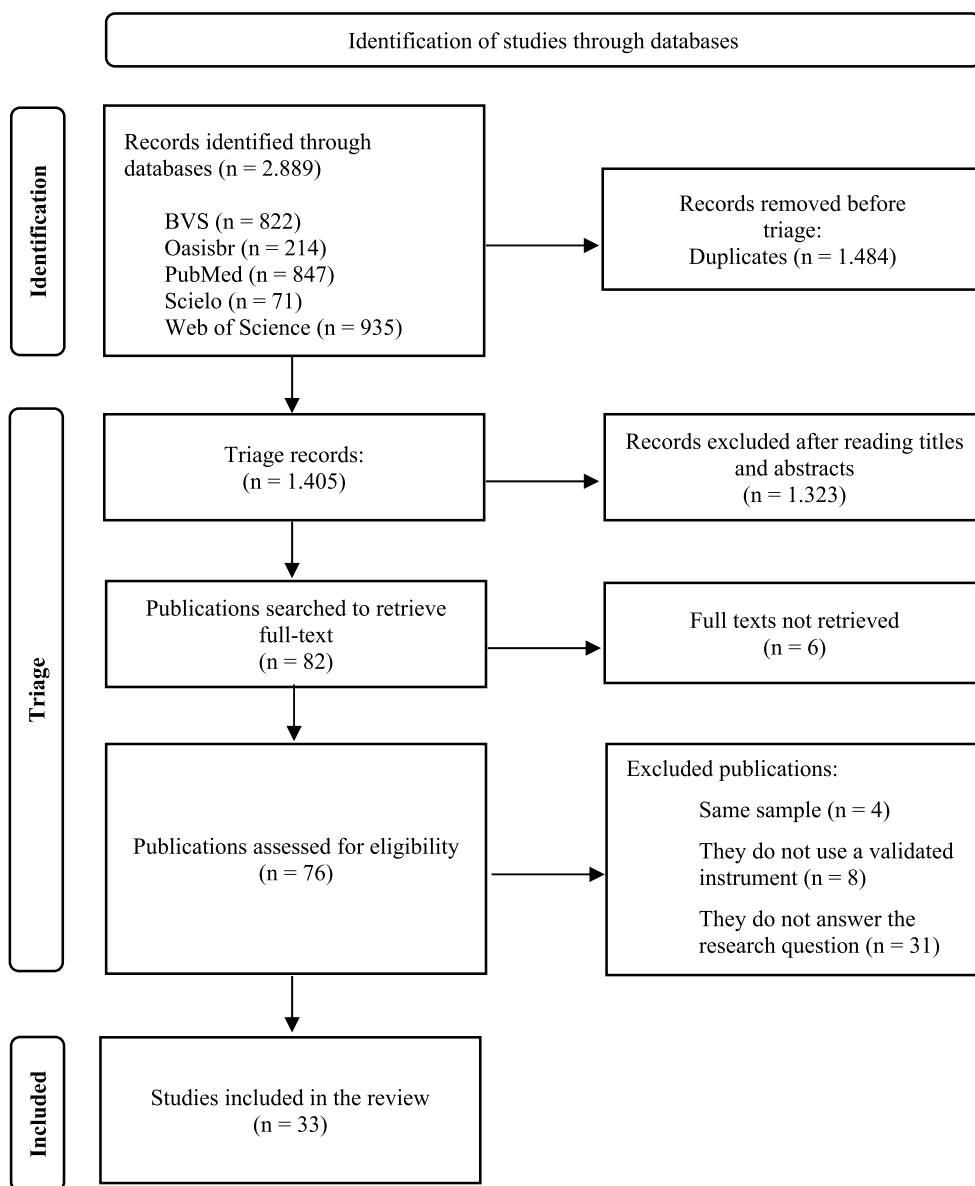 Identification of studies through databases
Identification
Records identified through
databases (n = 2.889)
BVS (n = 822)
Oasisbr (n = 214)
PubMed (n = 847)
Scielo (n = 71)
Web of Science (n = 935)
Records removed before
triage:
Duplicates (n = 1.484)
Triage
Triage records:
(n = 1.405)
Records excluded after reading titles
and abstracts
(n = 1.323)
Publications searched to retrieve
full-text
(n = 82)
Full texts not retrieved
(n = 6)
Publications assessed for eligibility
(n = 76)
Excluded publications:
Same sample (n = 4)
They do not use a validated
instrument (n = 8)
They do not answer the
research question (n = 31)
Included
Studies included in the review
(n = 33)